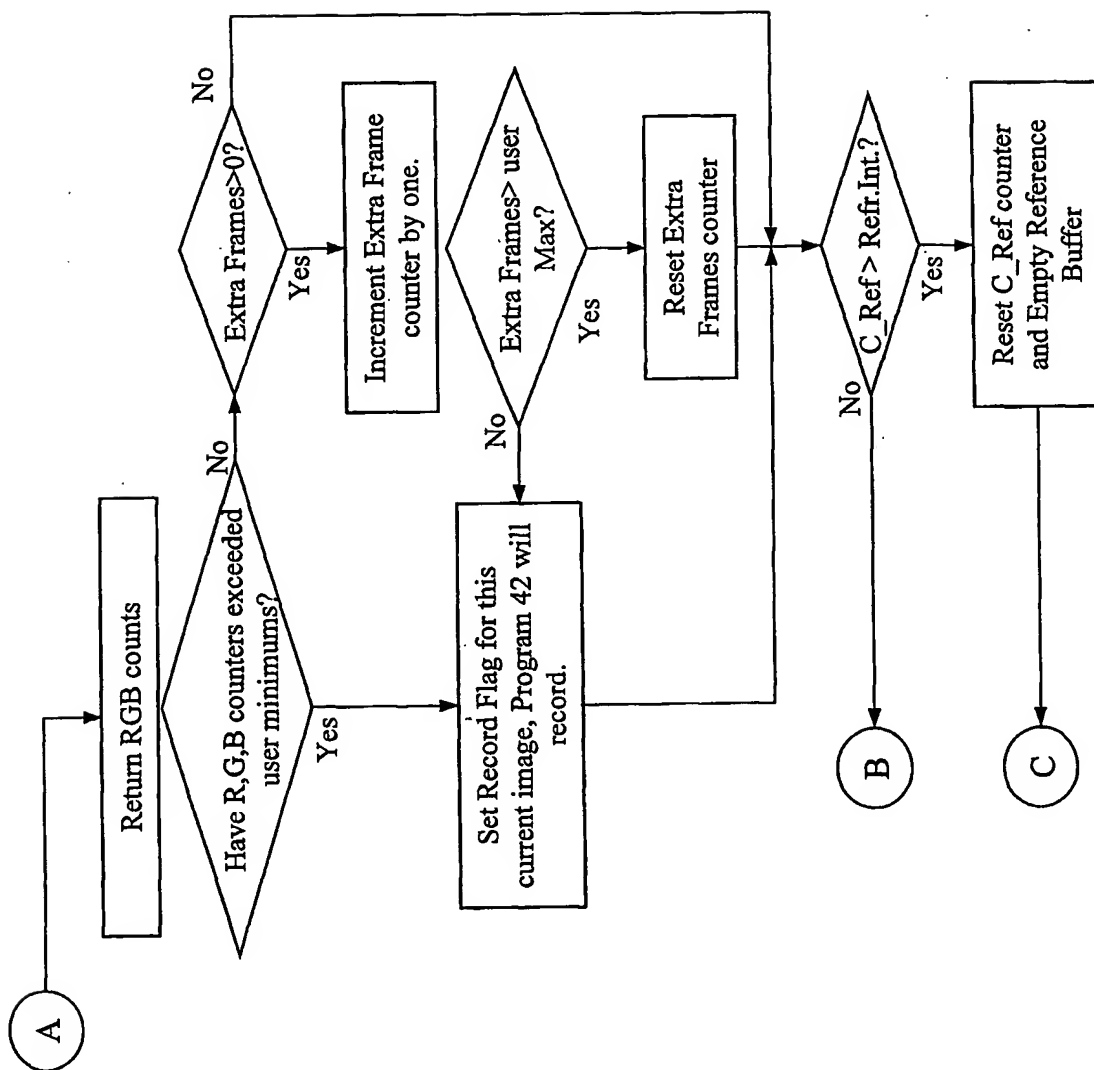 A
Return RGB counts
Have R,G,B counters exceeded
user minimums?
No
Yes
Extra Frames>0?
No
Yes
Increment Extra Frame
counter by one.
Extra Frames> user
Max?
No
Yes
Set Record Flag for this
current image, Program 42 will
record.
Reset Extra
Frames counter
C_Ref > Refr.Int.?
No
Yes
B
Reset C_Ref counter
and Empty Reference
Buffer
C